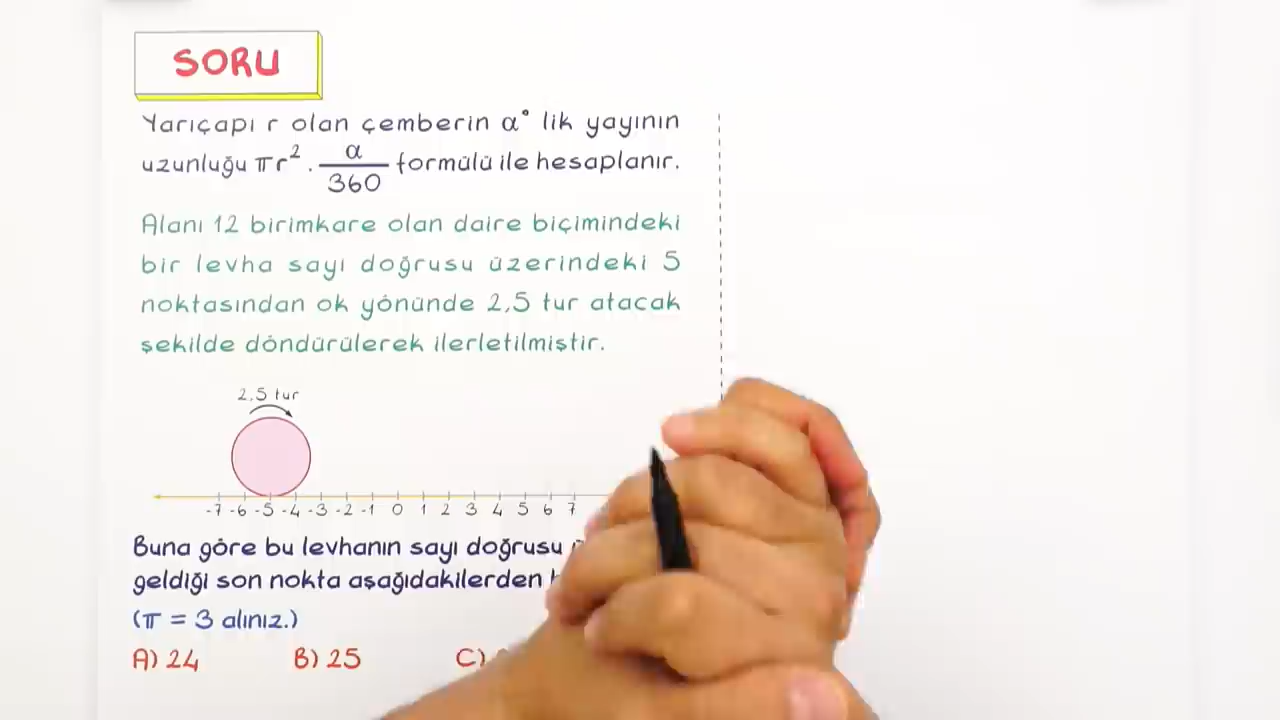 SORU
Yarıçapı r olan çemberin α° lik yayının
uzunluğu πr² . α/360 formülü ile hesaplanır.
Alanı 12 birimkare olan daire biçimindeki
bir levha sayı doğrusu üzerindeki 5
noktasından ok yönünde 2,5 tur atacak
şekilde döndürülerek ilerletilmiştir.
2,5 tur
-7 -6 -5 -4 -3 -2 -1 0 1 2 3 4 5 6 7
Buna göre bu levhanın sayı doğrusu
geldiği son nokta aşağıdakilerden
(π = 3 alınız.)
A) 24 B) 25 C)